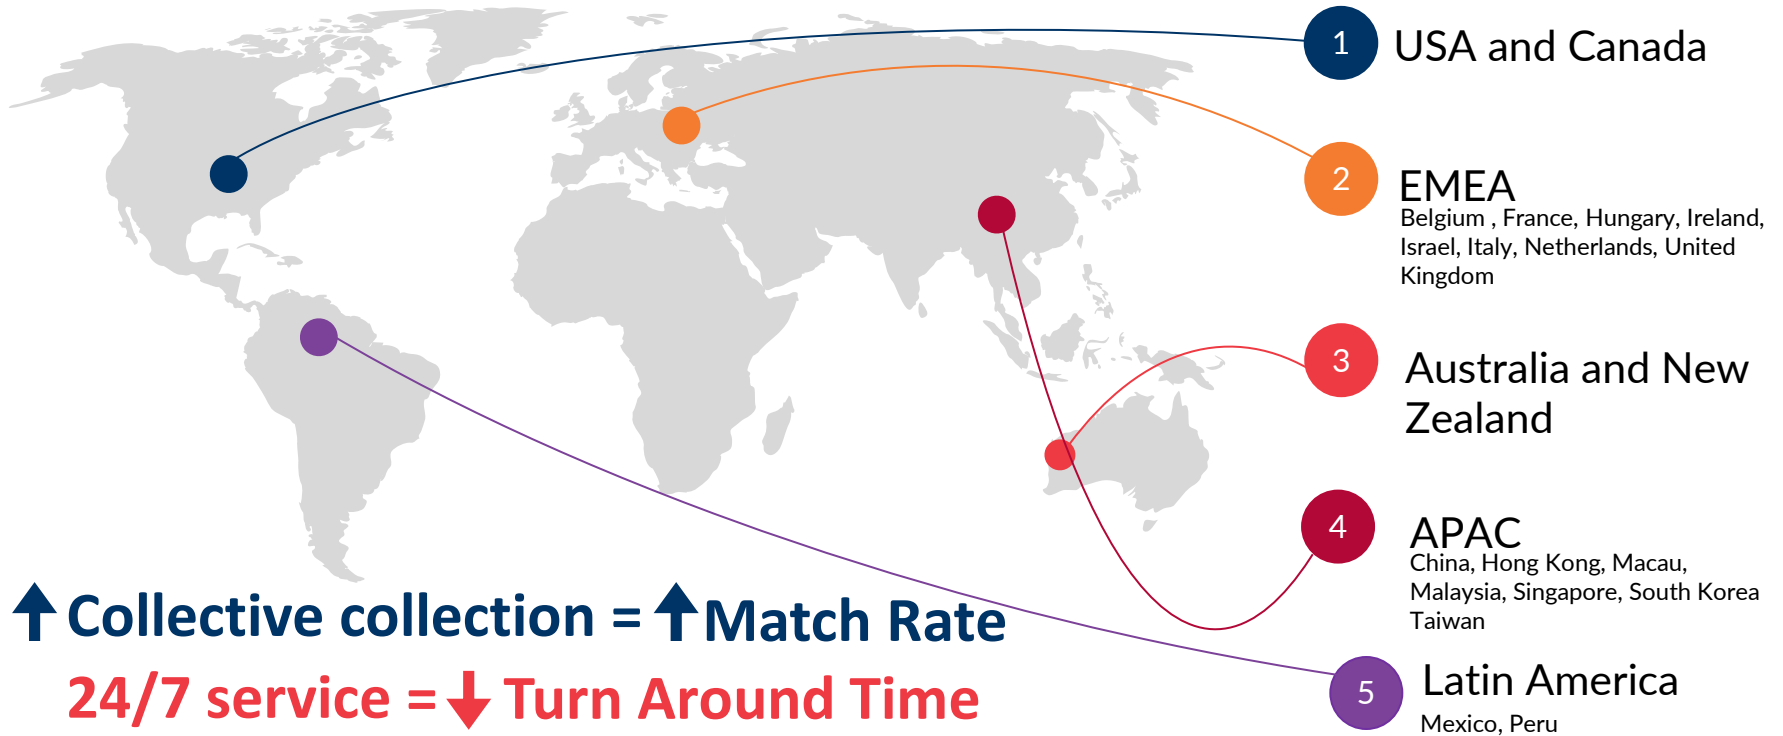 1
USA and Canada
2
EMEA
Belgium , France, Hungary, Ireland,
Israel, Italy, Netherlands, United
Kingdom
3
Australia and New
Zealand
4
APAC
China, Hong Kong, Macau,
Malaysia, Singapore, South Korea
Taiwan
5
Latin America
Mexico, Peru
Collective collection = Match Rate
24/7 service = Turn Around Time